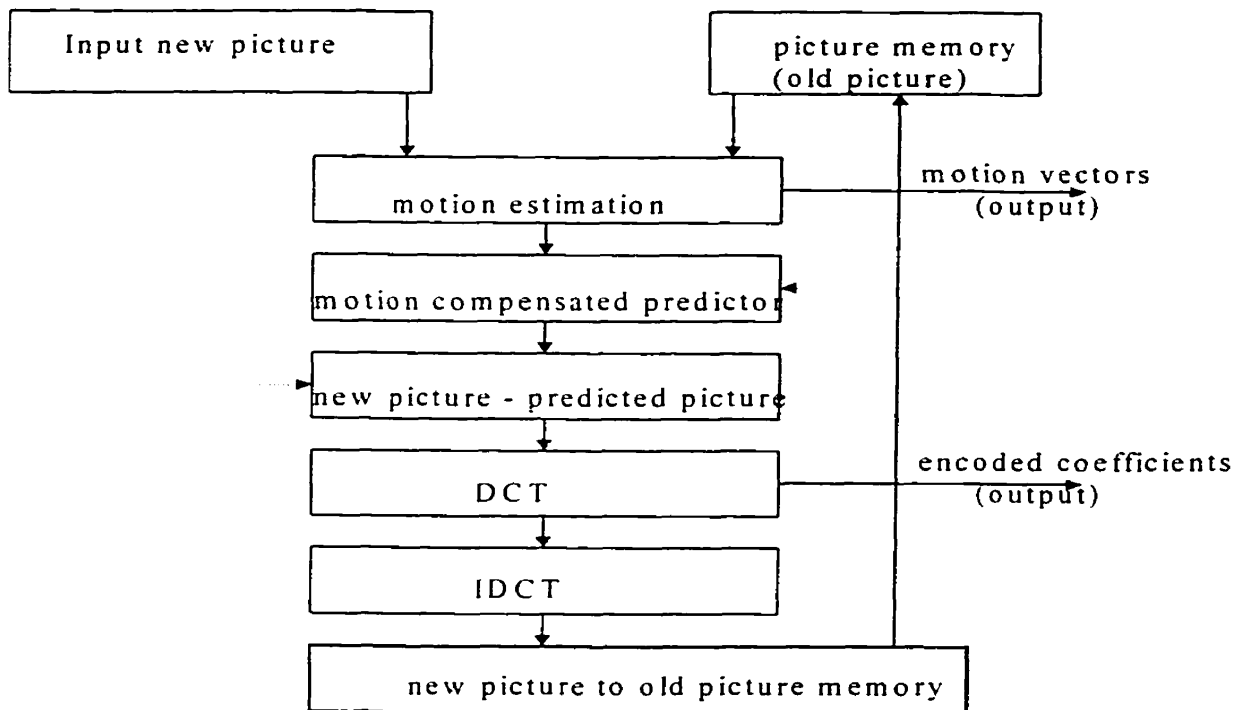 Input new picture
picture memory
(old picture)
motion vectors
(output)
motion estimation
motion compensated predictor
new picture - predicted picture
encoded coefficients
(output)
DCT
IDCT
new picture to old picture memory